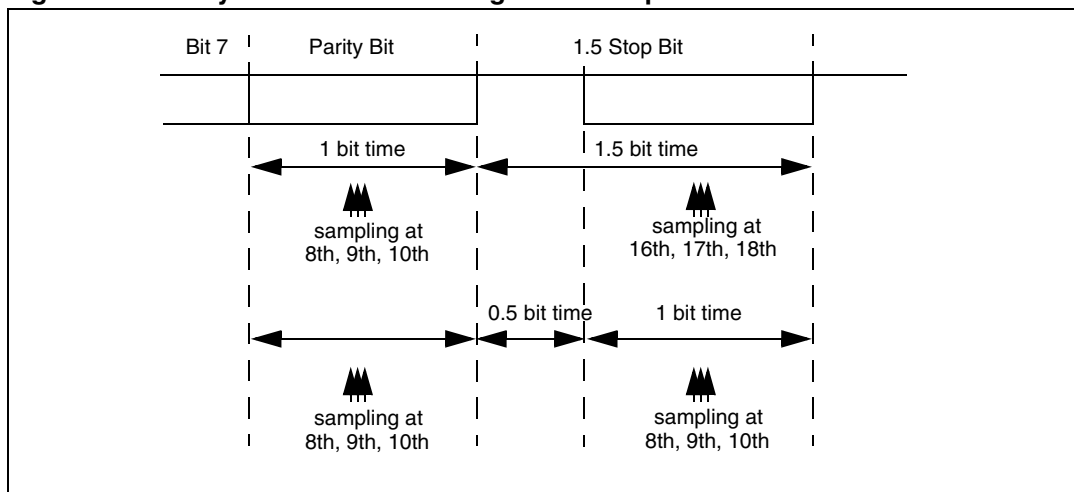 Bit 7 Parity Bit 1.5 Stop Bit
1 bit time 1.5 bit time
sampling at
8th, 9th, 10th
sampling at
16th, 17th, 18th
0.5 bit time 1 bit time
sampling at
8th, 9th, 10th
sampling at
8th, 9th, 10th